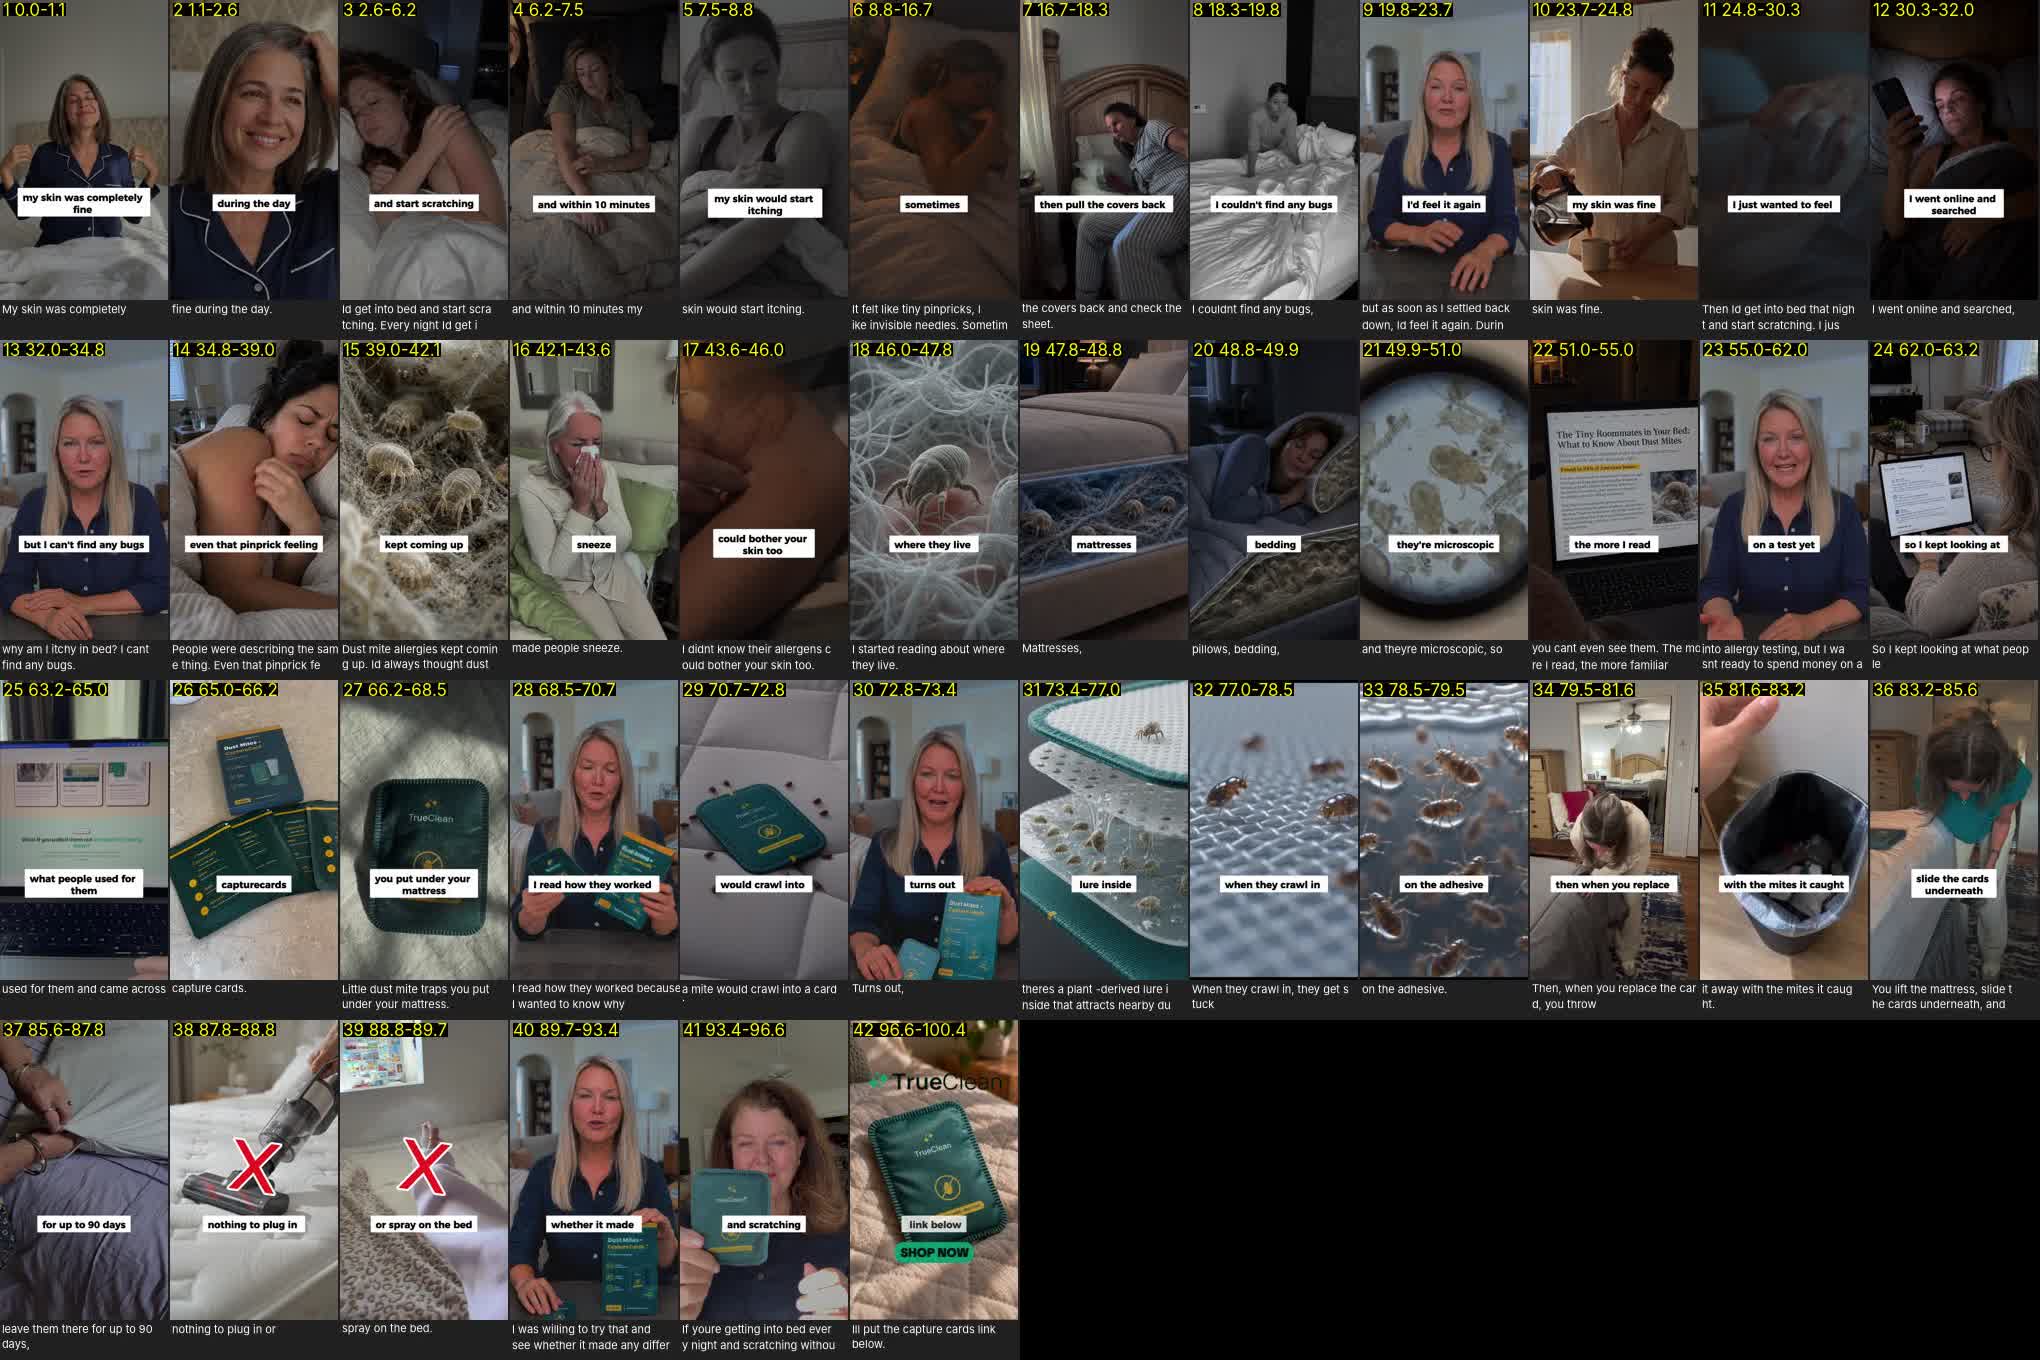 1 0.0-1.1
my skin was completely
fine
My skin was completely
2 1.1-2.6
during the day
fine during the day.
3 2.6-6.2
and start scratching
Id get into bed and start scra
tching. Every night Id get i
4 6.2-7.5
and within 10 minutes
and within 10 minutes my
5 7.5-8.8
my skin would start
itching
skin would start itching.
6 8.8-16.7
sometimes
It felt like tiny pinpricks, l
ike invisible needles. Sometim
7 16.7-18.3
then pull the covers back
the covers back and check the
sheet.
8 18.3-19.8
I couldn't find any bugs
I couldnt find any bugs,
9 19.8-23.7
I'd feel it again
but as soon as I settled back
down, Id feel it again. Durin
10 23.7-24.8
my skin was fine
skin was fine.
11 24.8-30.3
I just wanted to feel
Then Id get into bed that nigh
t and start scratching. I jus
12 30.3-32.0
I went online and
searched
I went online and searched,
13 32.0-34.8
but I can't find any bugs
why am I itchy in bed? I cant
find any bugs.
14 34.8-39.0
even that pinprick feeling
People were describing the sam
e thing. Even that pinprick fe
15 39.0-42.1
kept coming up
Dust mite allergies kept comin
g up. Id always thought dust
16 42.1-43.6
sneeze
made people sneeze.
17 43.6-46.0
could bother your
skin too
I didnt know their allergens c
ould bother your skin too.
18 46.0-47.8
where they live
I started reading about where
they live.
19 47.8-48.8
mattresses
Mattresses,
20 48.8-49.9
bedding
pillows, bedding,
21 49.9-51.0
they're microscopic
and theyre microscopic, so
22 51.0-55.0
The Tiny Roommates in Your Bed:
What to Know About Dust Mites
the more I read
you cant even see them. The mo
re I read, the more familiar
23 55.0-62.0
on a test yet
into allergy testing, but I wa
snt ready to spend money on a
24 62.0-63.2
so I kept looking at
So I kept looking at what peop
le
25 63.2-65.0
what people used for
them
used for them and came across
26 65.0-66.2
Dust Mites -
capturecards
capture cards.
27 66.2-68.5
TrueClean
you put under your
mattress
Little dust mite traps you put
under your mattress.
28 68.5-70.7
I read how they worked
I read how they worked because
I wanted to know why
29 70.7-72.8
would crawl into
a mite would crawl into a card
.
30 72.8-73.4
turns out
Dust Mites -
Turns out,
31 73.4-77.0
lure inside
theres a plant -derived lure i
nside that attracts nearby du
32 77.0-78.5
when they crawl in
When they crawl in, they get s
tuck
33 78.5-79.5
on the adhesive
on the adhesive.
34 79.5-81.6
then when you replace
Then, when you replace the car
d, you throw
35 81.6-83.2
with the mites it caught
it away with the mites it caug
ht.
36 83.2-85.6
slide the cards
underneath
You lift the mattress, slide t
he cards underneath, and
37 85.6-87.8
for up to 90 days
leave them there for up to 90
days,
38 87.8-88.8
X
nothing to plug in
nothing to plug in or
39 88.8-89.7
X
or spray on the bed
spray on the bed.
40 89.7-93.4
whether it made
Dust Mites -
I was willing to try that and
see whether it made any differ
41 93.4-96.6
and scratching
If youre getting into bed ever
y night and scratching withou
42 96.6-100.4
TrueClean
TrueClean
link below
SHOP NOW
Ill put the capture cards link
below.